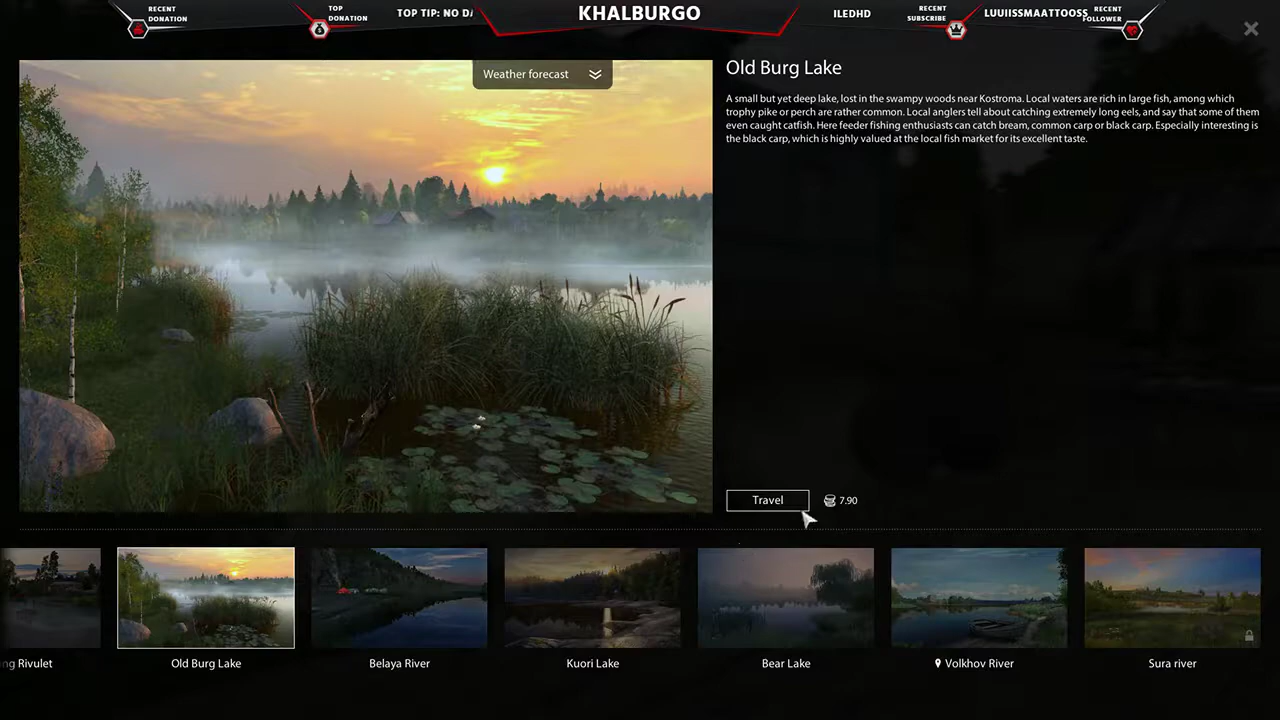 RECENT
DONATION
TOP
DONATION
TOP TIP: NO
KHALBURGO
ILEDHD
RECENT
SUBSCRIBE
LUUIISSMAATTOOSS
RECENT
FOLLOWER
Weather forecast
Old Burg Lake
A small but yet deep lake, lost in the swampy woods near Kostroma. Local waters are rich in large fish, among which
trophy pike or perch are rather common. Local anglers tell about catching extremely long eels, and say that some of them
even caught catfish. Here feeder fishing enthusiasts can catch bream, common carp or black carp. Especially interesting is
the black carp, which is highly valued at the local fish market for its excellent taste.
Travel
7.90
ng Rivulet
Old Burg Lake
Belaya River
Kuori Lake
Bear Lake
Volkhov River
Sura river